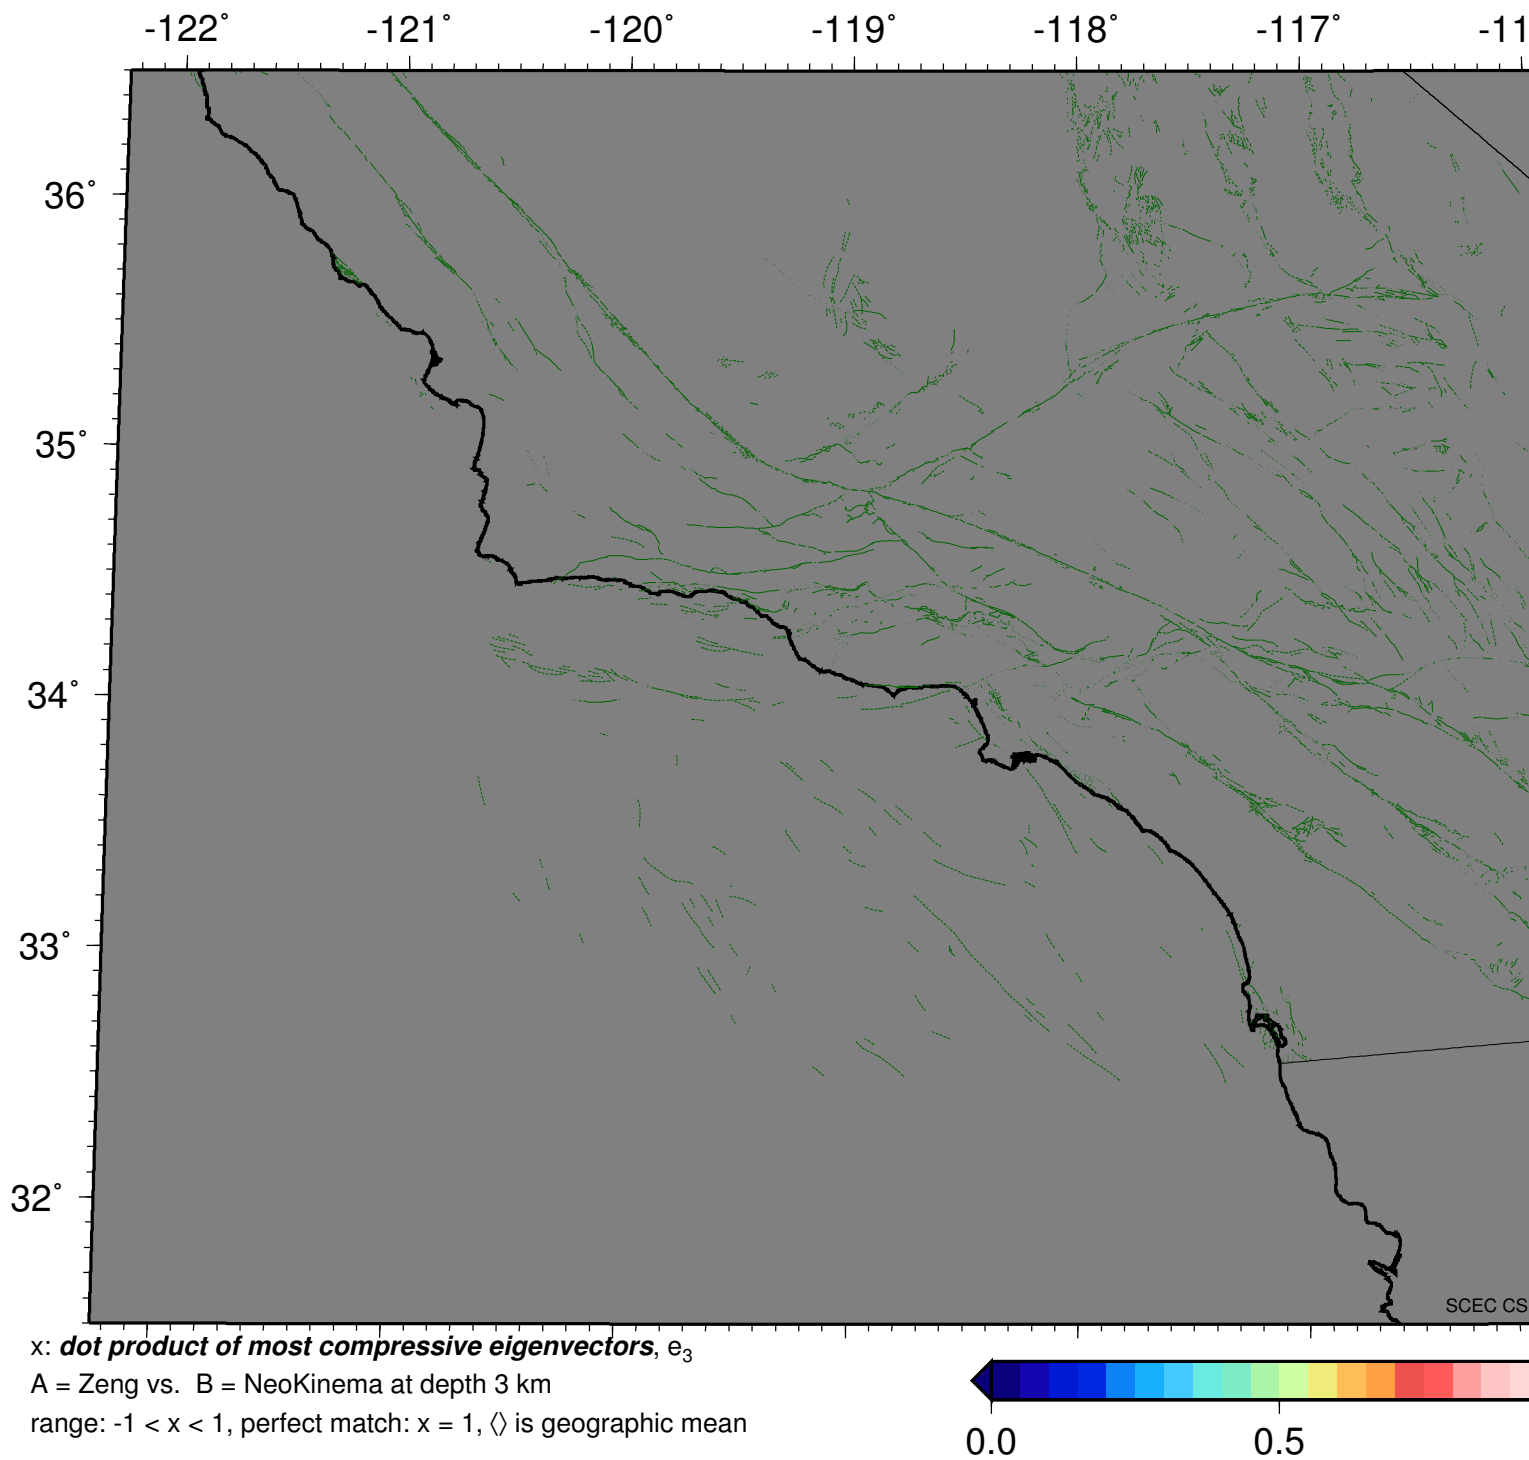 -122˚ -121˚ -120˚ -119˚ -118˚ -117˚ -11
36˚
35˚
34˚
33˚
32˚
SCEC CS
x: dot product of most compressive eigenvectors, e3
A = Zeng vs. B = NeoKinema at depth 3 km
range: -1 < x < 1, perfect match: x = 1, ⟨⟩ is geographic mean
0.0 0.5